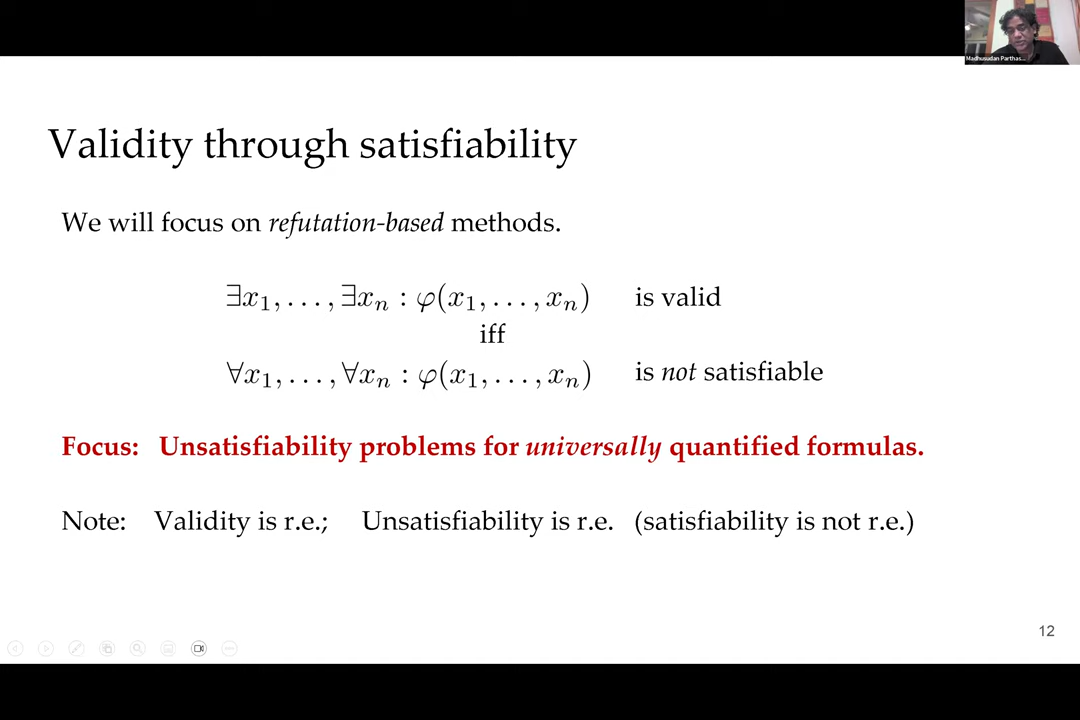 Madhusudan Parthas...
Validity through satisfiability
We will focus on refutation-based methods.
∃x₁, . . . , ∃xₙ : φ(x₁, . . . , xₙ) is valid
iff
∀x₁, . . . , ∀xₙ : φ(x₁, . . . , xₙ) is not satisfiable
Focus: Unsatisfiability problems for universally quantified formulas.
Note: Validity is r.e.; Unsatisfiability is r.e. (satisfiability is not r.e.)
12